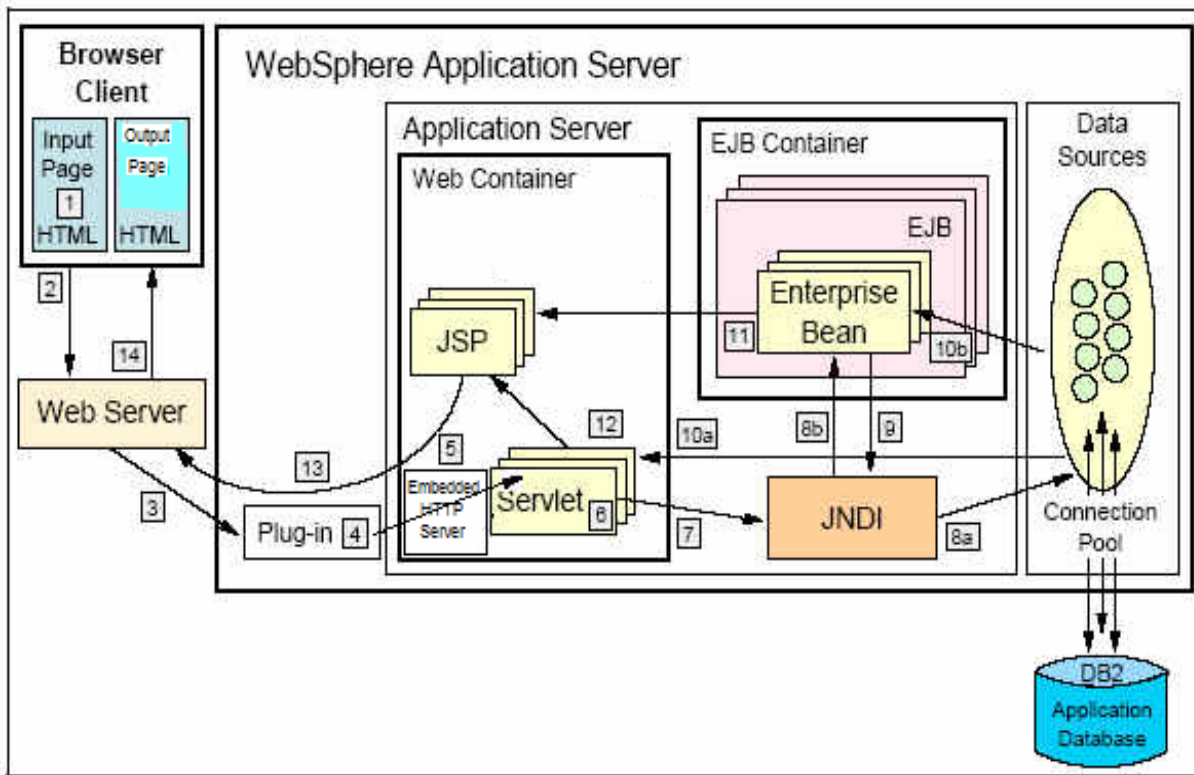 Browser
Client
Input
Page
1
HTML
Output
Page
HTML
2
14
Web Server
3
13
WebSphere Application Server
Plug-in 4
Application Server
Web Container
JSP
12
5
Embedded
HTTP
Server
Servlet 6
7
EJB Container
EJB
Enterprise
Bean
11
10b
10a
8b
9
JNDI
8a
Data
Sources
Connection
Pool
DB2
Application
Database